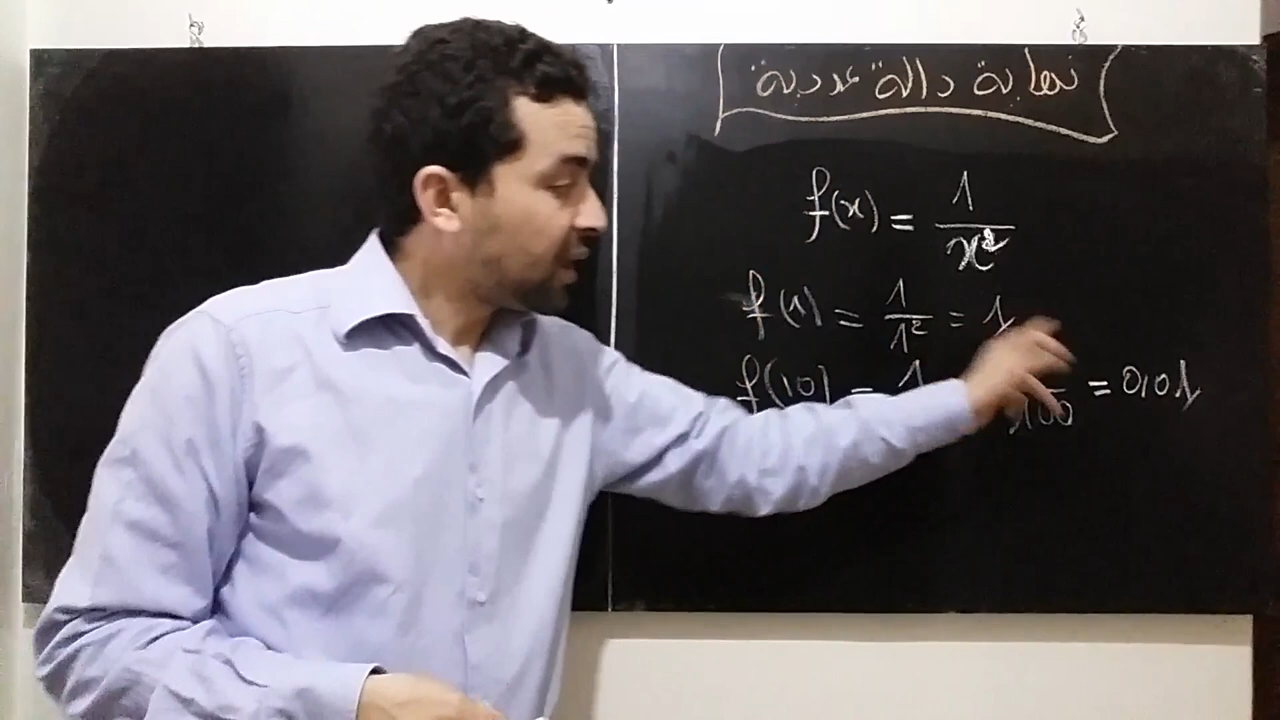 نهاية دالة عددية
f(x) = 1/x²
f(1) = 1/1² = 1
f(10) = 1 100 = 0,01